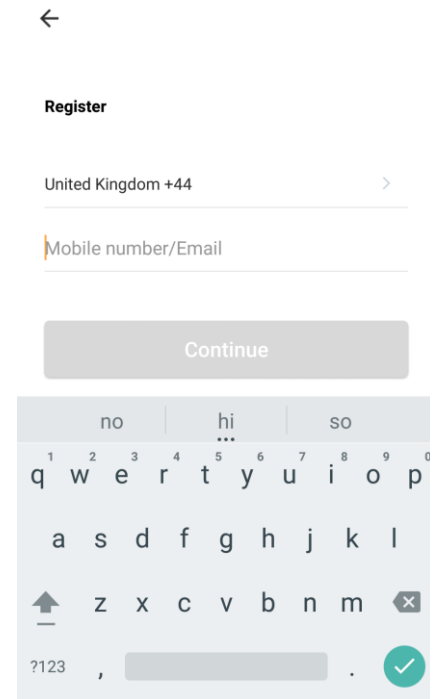 Register
United Kingdom +44
Mobile number/Email
Continue
no hi so
1 2 3 4 5 6 7 8 9 0
q w e r t y u i o p
a s d f g h j k l
z x c v b n m
?123 , .